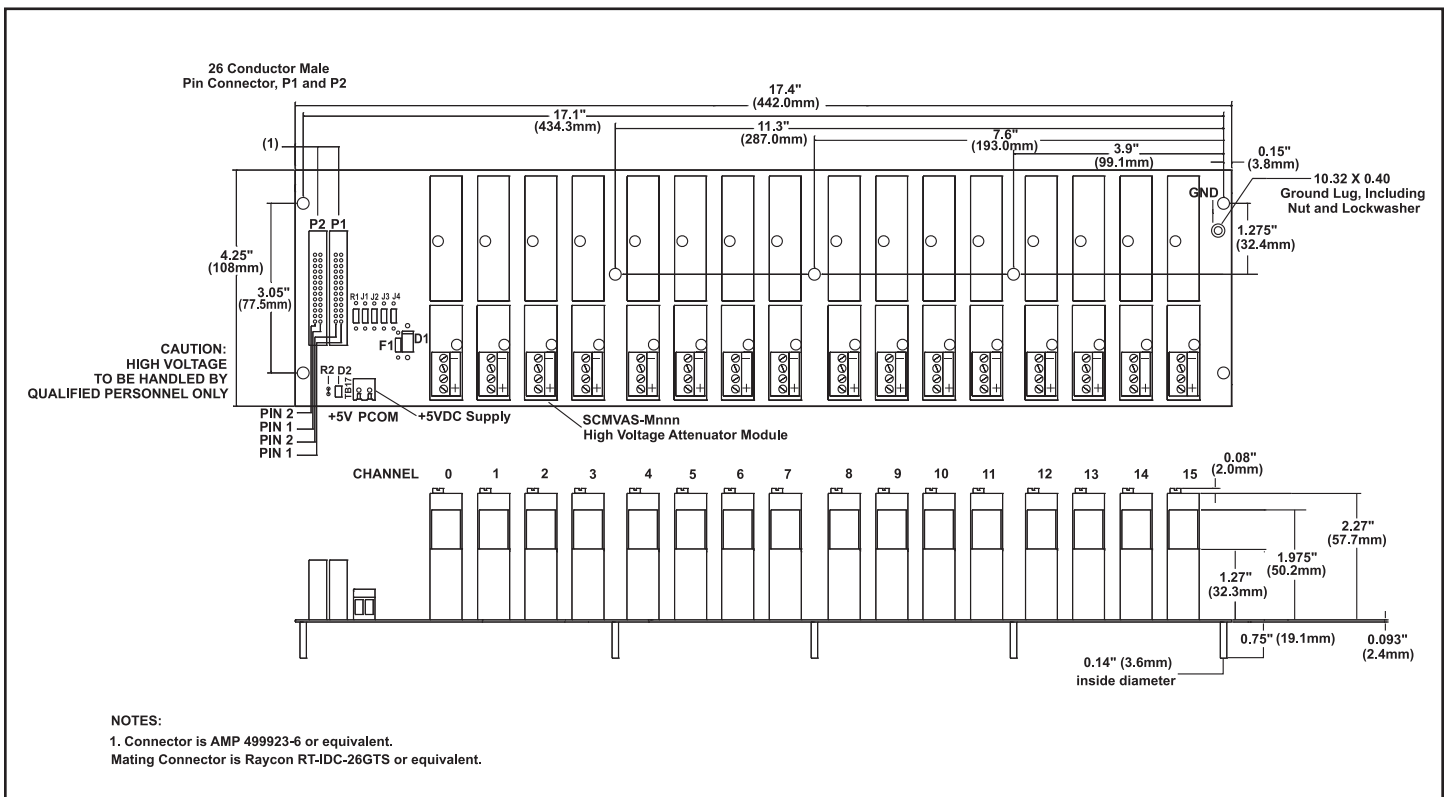 26 Conductor Male
Pin Connector, P1 and P2
17.4"
(442.0mm)
17.1"
(434.3mm)
11.3"
(287.0mm)
7.6"
(193.0mm)
3.9"
(99.1mm)
0.15"
(3.8mm)
(1)
10.32 X 0.40
Ground Lug, Including
Nut and Lockwasher
GND
P2 P1
1.275"
(32.4mm)
4.25"
(108mm)
3.05"
(77.5mm)
R1 J1 J2 J3 J4
F1
D1
CAUTION:
HIGH VOLTAGE
TO BE HANDLED BY
QUALIFIED PERSONNEL ONLY
R2 D2
TB17
+ + + + + + + + + + + + + + + +
- - - - - - - - - - - - - - - -
+5V PCOM
+5VDC Supply
PIN 2
PIN 1
PIN 2
PIN 1
SCMVAS-Mnnn
High Voltage Attenuator Module
CHANNEL 0 1 2 3 4 5 6 7 8 9 10 11 12 13 14 15
0.08"
(2.0mm)
2.27"
(57.7mm)
1.975"
(50.2mm)
1.27"
(32.3mm)
0.75" (19.1mm)
0.093"
(2.4mm)
0.14" (3.6mm)
inside diameter
NOTES:
1. Connector is AMP 499923-6 or equivalent.
Mating Connector is Raycon RT-IDC-26GTS or equivalent.